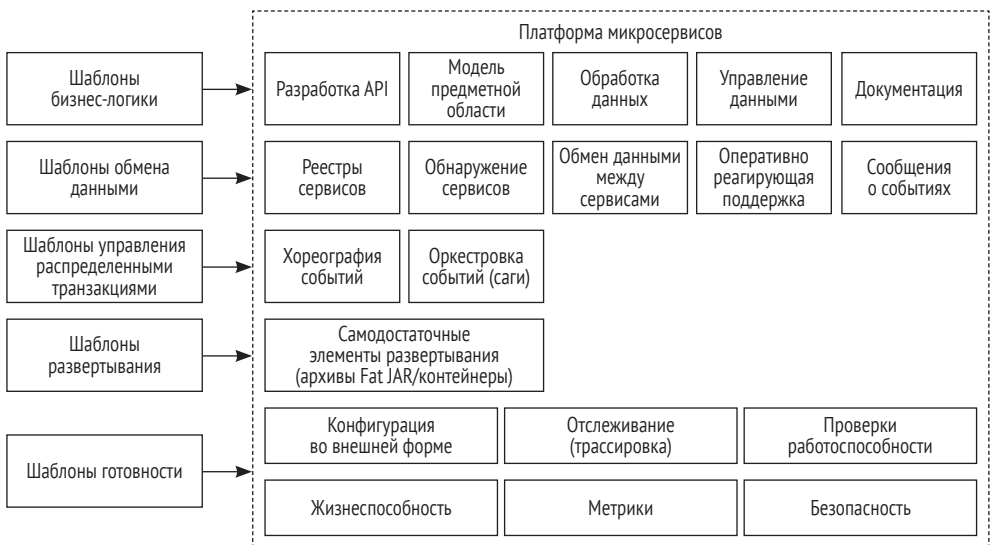 Платформа микросервисов
Шаблоны
бизнес-логики
Разработка API
Модель
предметной
области
Обработка
данных
Управление
данными
Документация
Шаблоны обмена
данными
Реестры
сервисов
Обнаружение
сервисов
Обмен данными
между
сервисами
Оперативно
реагирующая
поддержка
Сообщения
о событиях
Шаблоны управления
распределенными
транзакциями
Хореография
событий
Оркестровка
событий (саги)
Шаблоны
развертывания
Самодостаточные
элементы развертывания
(архивы Fat JAR/контейнеры)
Шаблоны готовности
Конфигурация
во внешней форме
Отслеживание
(трассировка)
Проверки
работоспособности
Жизнеспособность
Метрики
Безопасность